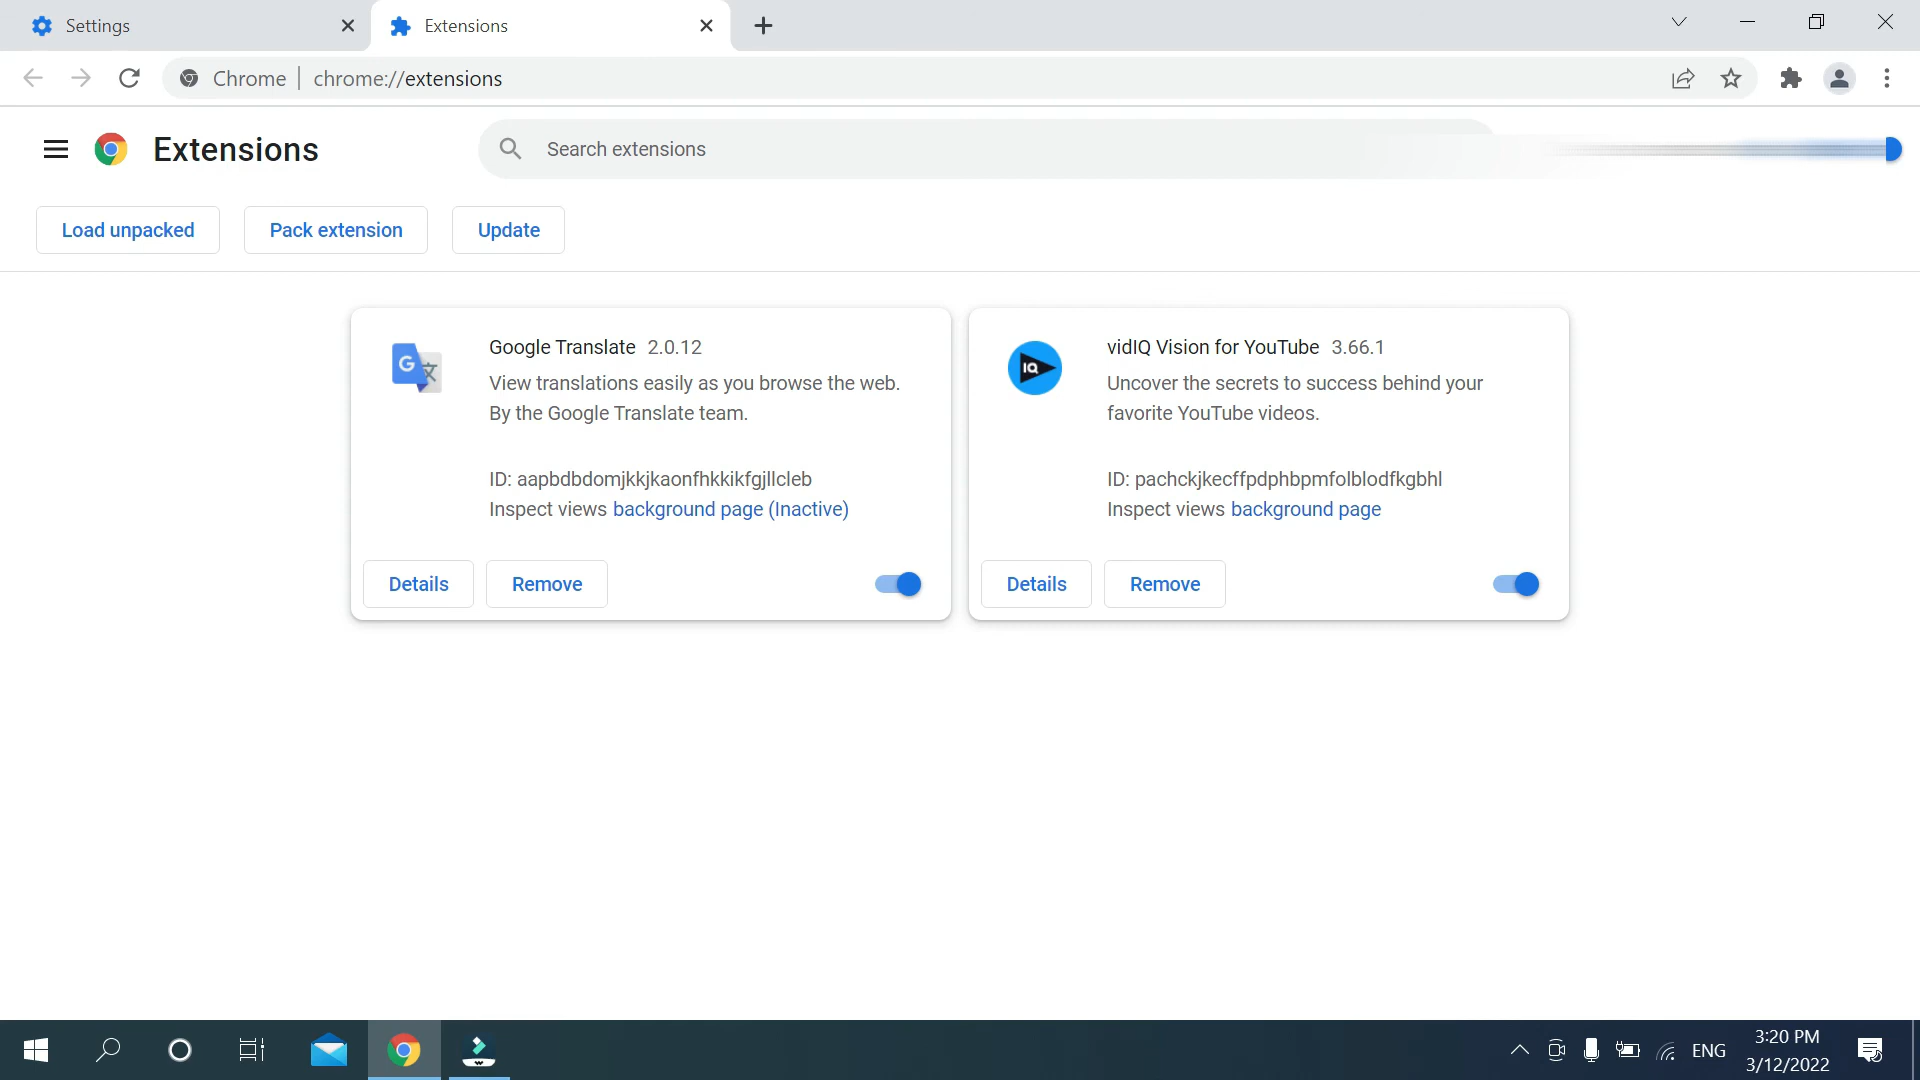 Settings
Extensions
Chrome | chrome://extensions
Extensions
Search extensions
Load unpacked
Pack extension
Update
Google Translate 2.0.12
View translations easily as you browse the web.
By the Google Translate team.
ID: aapbdbdomjkkjkaonfhkkikfgjllcleb
Inspect views background page (Inactive)
Details
Remove
vidIQ Vision for YouTube 3.66.1
Uncover the secrets to success behind your
favorite YouTube videos.
ID: pachckjkecffpdphbpmfolblodfkgbhl
Inspect views background page
Details
Remove
ENG
3:20 PM
3/12/2022